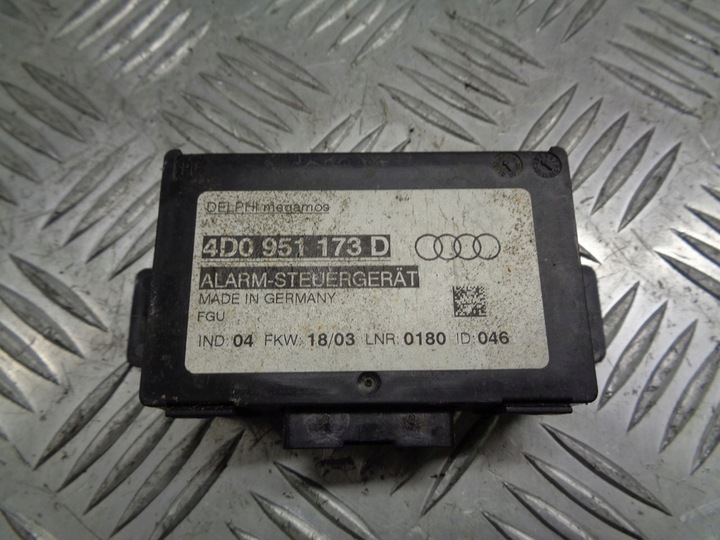 DELPHI megamos
4D0 951 173 D
ALARM-STEUERGERÄT
MADE IN GERMANY
FGU
IND: 04 FKW: 18/03 LNR: 0180 ID: 046